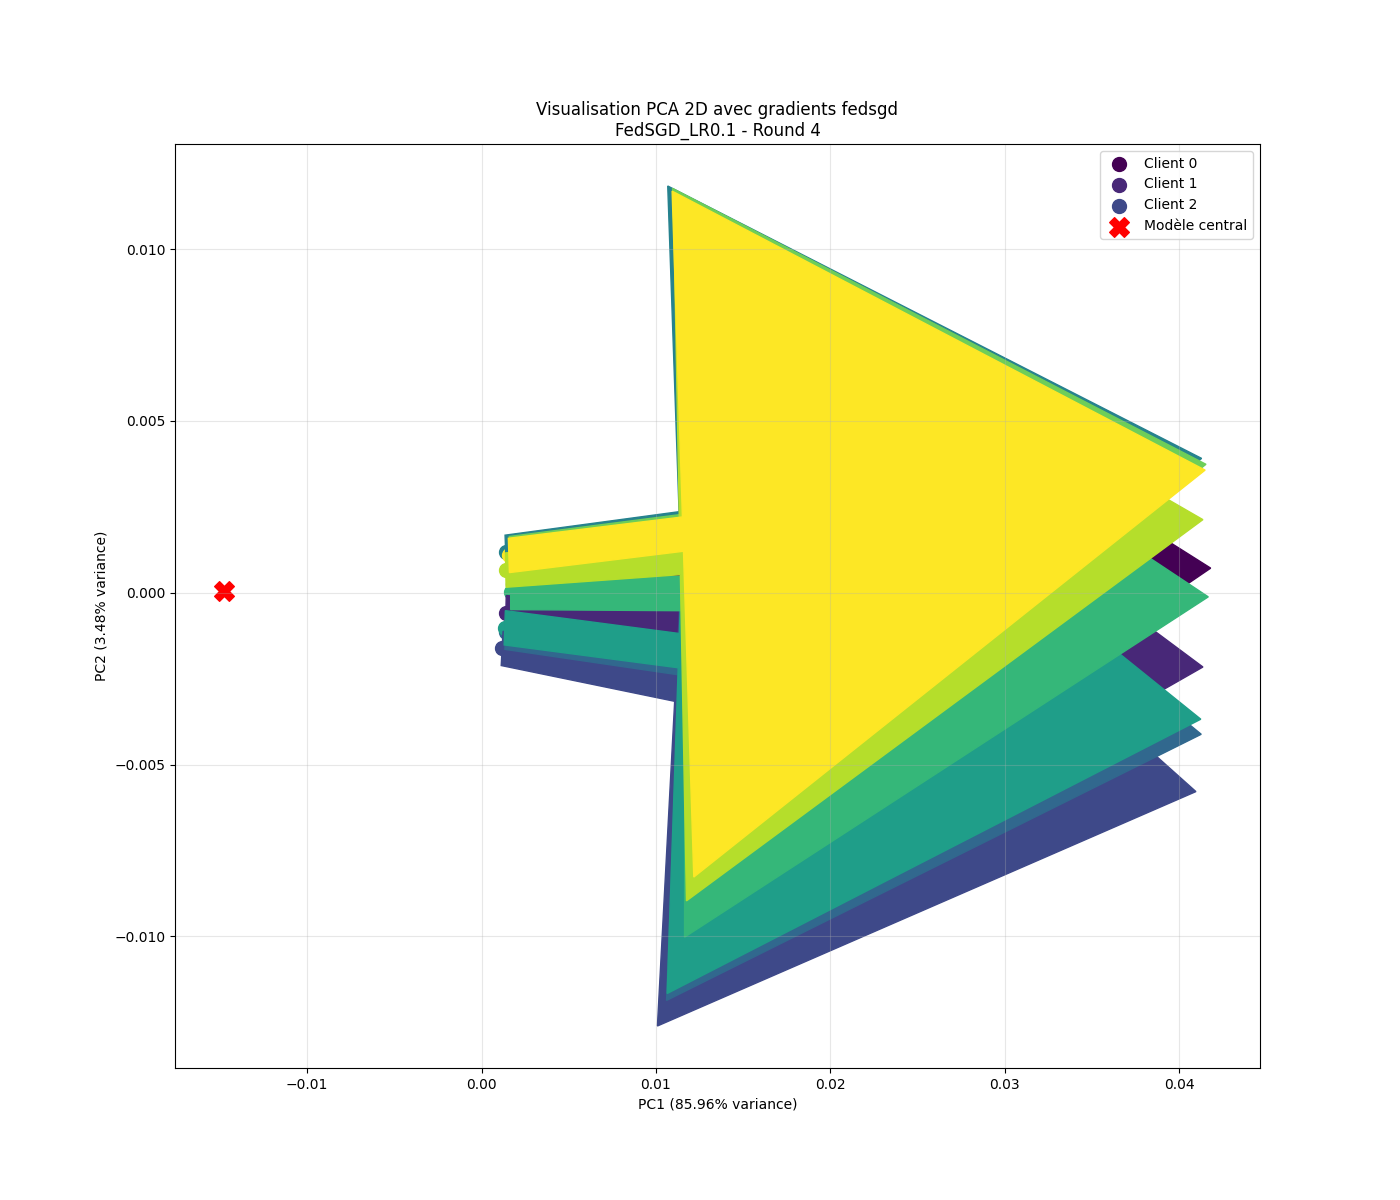 Visualisation PCA 2D avec gradients fedsgd
FedSGD_LR0.1 - Round 4
Client 0
Client 1
Client 2
Modèle central
0.010
0.005
0.000
−0.005
−0.010
PC2 (3.48% variance)
−0.01
0.00
0.01
0.02
0.03
0.04
PC1 (85.96% variance)